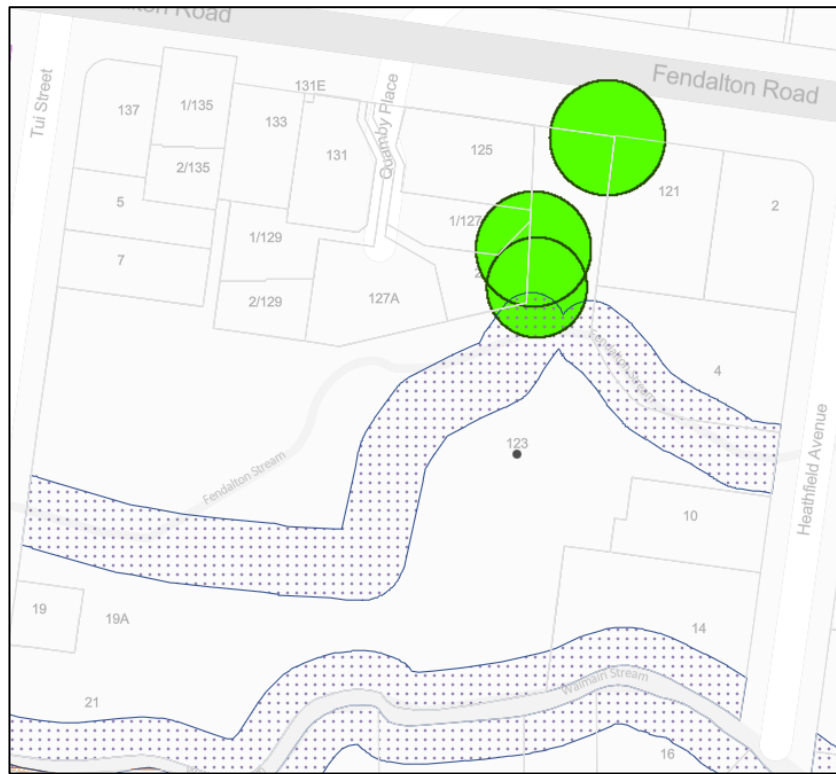 Road
Fendalton Road
Tui Street
Quamby Place
131E
137
1/135
133
131
125
121
2
2/135
5
1/129
1/127
7
2/129
127A
4
Fendalton Stream
Fendalton Stream
123
Heathfield Avenue
10
19
19A
14
21
Waimairi Stream
16